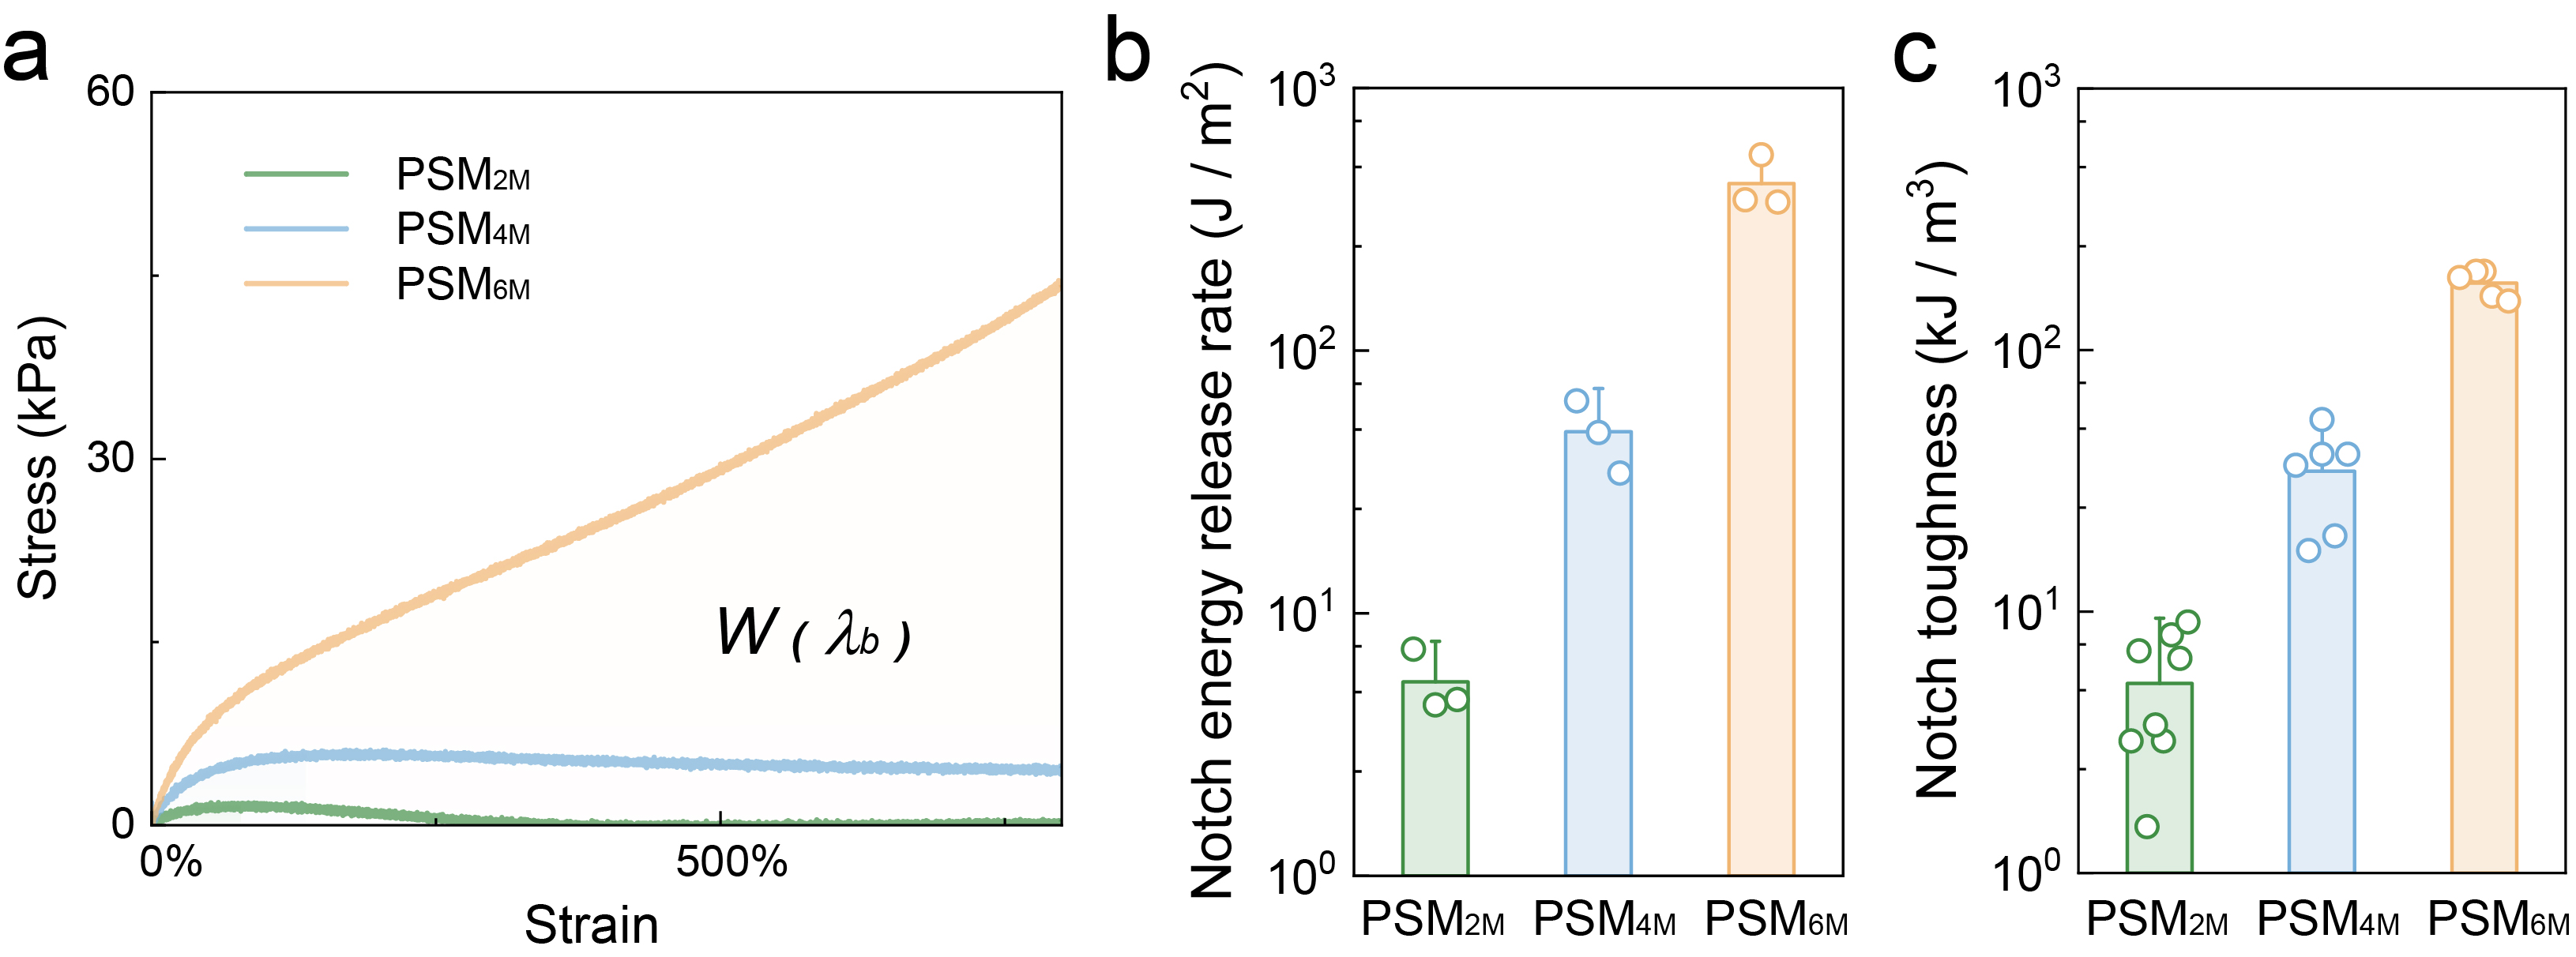 a
60
30
0
Stress (kPa)
PSM2M
PSM4M
PSM6M
W ( λb )
0%
500%
Strain
b
Notch energy release rate (J / m²)
10³
10²
10¹
10⁰
PSM2M
PSM4M
PSM6M
c
Notch toughness (kJ / m³)
10³
10²
10¹
10⁰
PSM2M
PSM4M
PSM6M